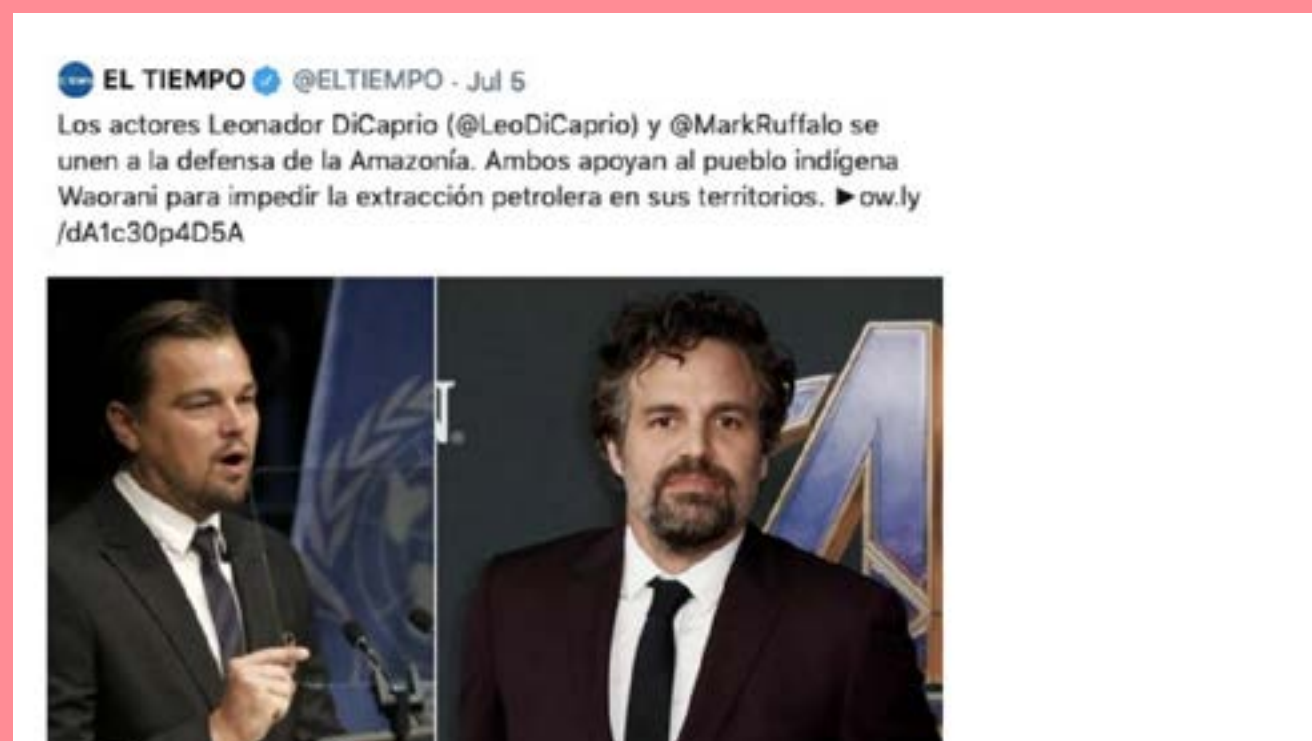 EL TIEMPO @ELTIEMPO · Jul 5
Los actores Leonador DiCaprio (@LeoDiCaprio) y @MarkRuffalo se
unen a la defensa de la Amazonía. Ambos apoyan al pueblo indígena
Waorani para impedir la extracción petrolera en sus territorios. ►ow.ly
/dA1c30p4D5A